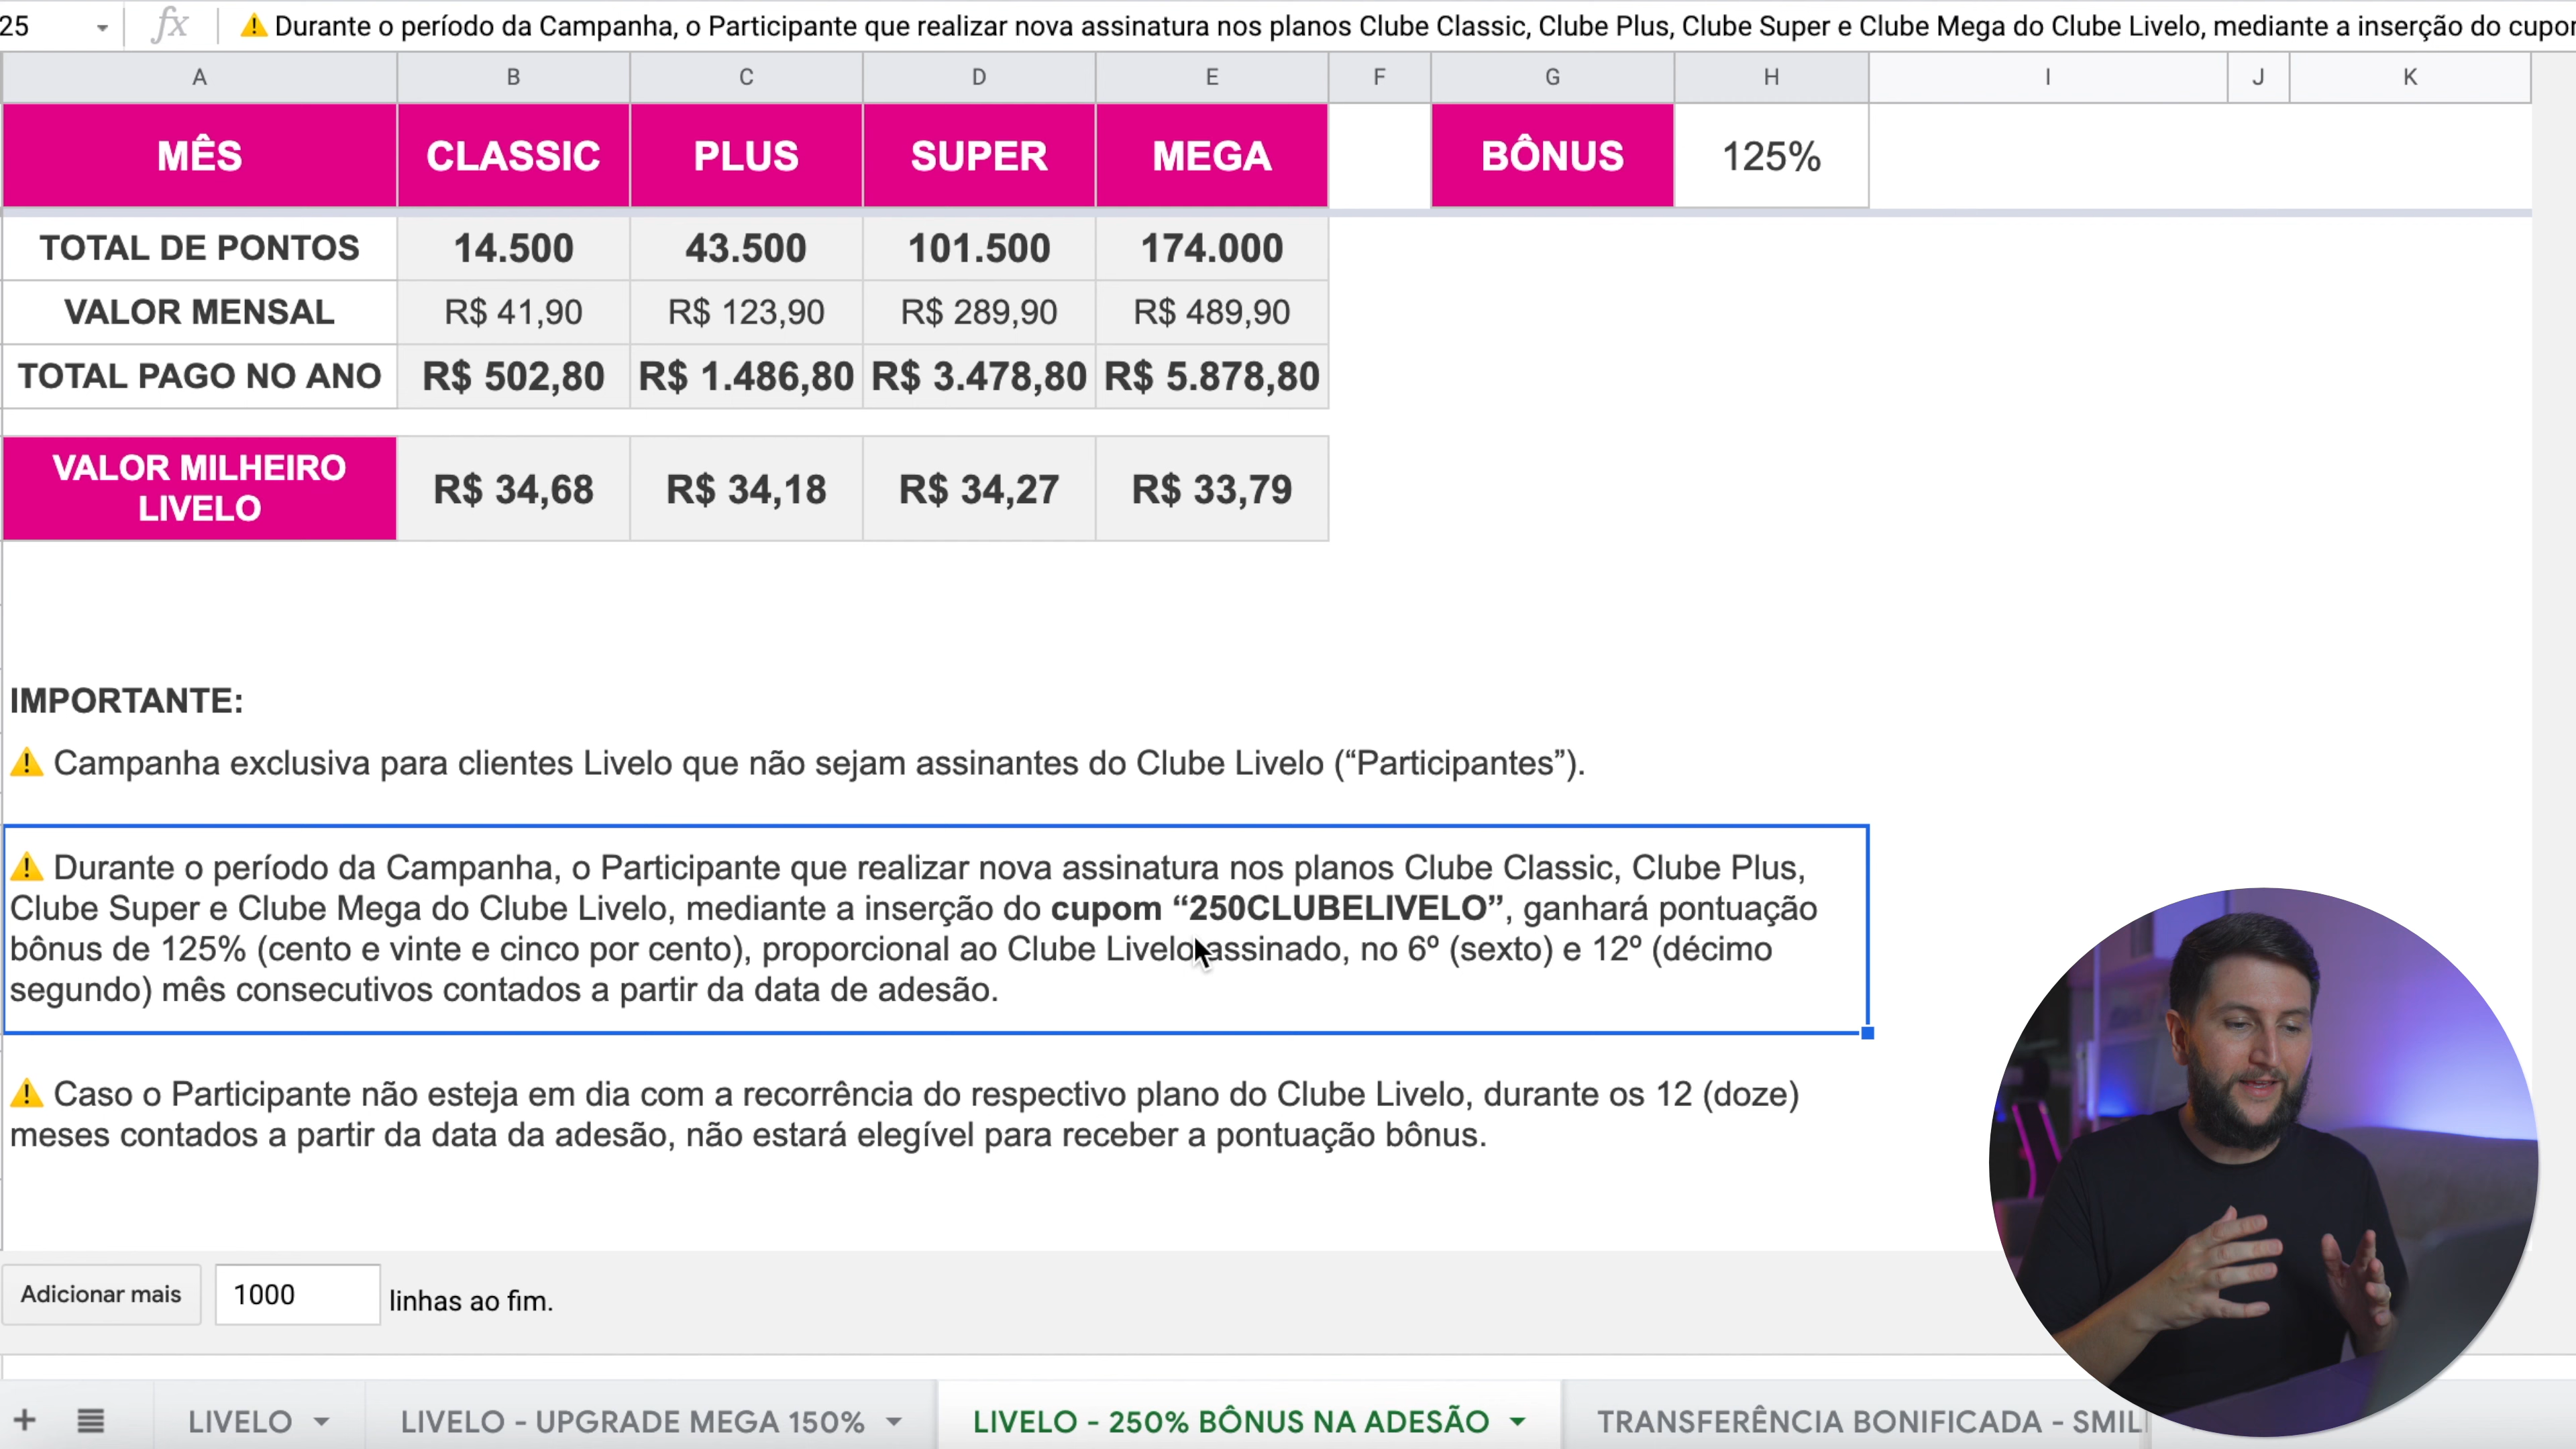 25 fx ⚠️ Durante o período da Campanha, o Participante que realizar nova assinatura nos planos Clube Classic, Clube Plus, Clube Super e Clube Mega do Clube Livelo, mediante a inserção do
A B C D E F G H I J K
MÊS CLASSIC PLUS SUPER MEGA BÔNUS 125%
TOTAL DE PONTOS 14.500 43.500 101.500 174.000
VALOR MENSAL R$ 41,90 R$ 123,90 R$ 289,90 R$ 489,90
TOTAL PAGO NO ANO R$ 502,80 R$ 1.486,80 R$ 3.478,80 R$ 5.878,80
VALOR MILHEIRO
LIVELO
R$ 34,68 R$ 34,18 R$ 34,27 R$ 33,79
IMPORTANTE:
⚠️ Campanha exclusiva para clientes Livelo que não sejam assinantes do Clube Livelo (“Participantes”).
⚠️ Durante o período da Campanha, o Participante que realizar nova assinatura nos planos Clube Classic, Clube Plus,
Clube Super e Clube Mega do Clube Livelo, mediante a inserção do cupom “250CLUBELIVELO”, ganhará pontuação
bônus de 125% (cento e vinte e cinco por cento), proporcional ao Clube Livelo assinado, no 6º (sexto) e 12º (décimo
segundo) mês consecutivos contados a partir da data de adesão.
⚠️ Caso o Participante não esteja em dia com a recorrência do respectivo plano do Clube Livelo, durante os 12 (doze)
meses contados a partir da data da adesão, não estará elegível para receber a pontuação bônus.
Adicionar mais 1000 linhas ao fim.
LIVELO LIVELO - UPGRADE MEGA 150% LIVELO - 250% BÔNUS NA ADESÃO TRANSFERÊNCIA BONIFICADA - SMIL